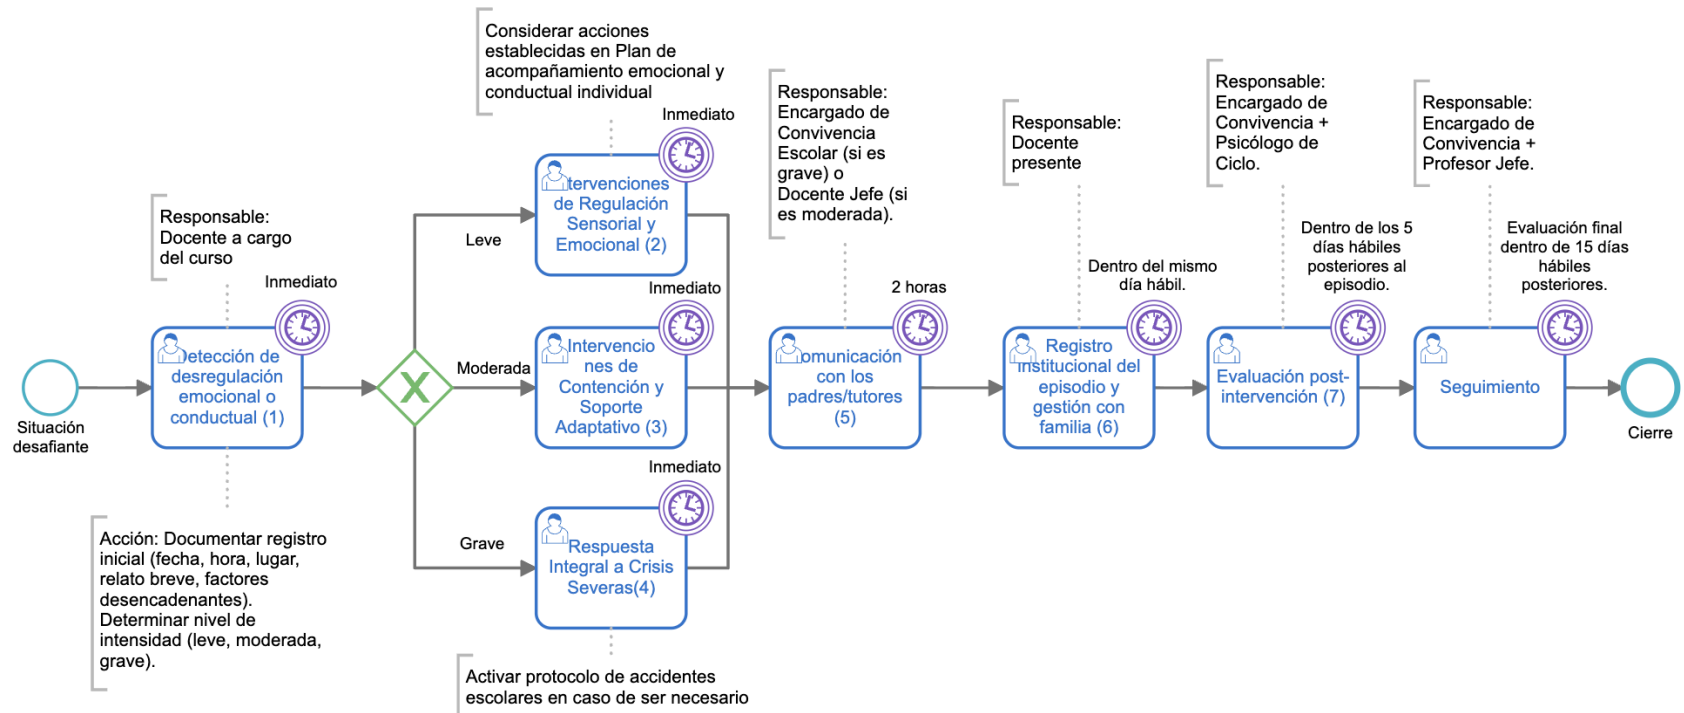 Situación
desafiante
Responsable:
Docente a cargo
del curso
Inmediato
tección de
desregulación
emocional o
conductual (1)
Acción: Documentar registro
inicial (fecha, hora, lugar,
relato breve, factores
desencadenantes).
Determinar nivel de
intensidad (leve, moderada,
grave).
X
Leve
Moderada
Grave
Considerar acciones
establecidas en Plan de
acompañamiento emocional y
conductual individual
Inmediato
tervenciones
de Regulación
Sensorial y
Emocional (2)
Inmediato
Intervencio
nes de
Contención y
Soporte
Adaptativo (3)
Inmediato
Respuesta
Integral a Crisis
Severas(4)
Activar protocolo de accidentes
escolares en caso de ser necesario
Responsable:
Encargado de
Convivencia
Escolar (si es
grave) o
Docente Jefe (si
es moderada).
2 horas
omunicación
con los
padres/tutores
(5)
Responsable:
Docente
presente
Dentro del mismo
día hábil.
Registro
institucional del
episodio y
gestión con
familia (6)
Responsable:
Encargado de
Convivencia +
Psicólogo de
Ciclo.
Dentro de los 5
días hábiles
posteriores al
episodio.
Evaluación post-
intervención (7)
Responsable:
Encargado de
Convivencia +
Profesor Jefe.
Evaluación final
dentro de 15 días
hábiles
posteriores.
Seguimiento
Cierre